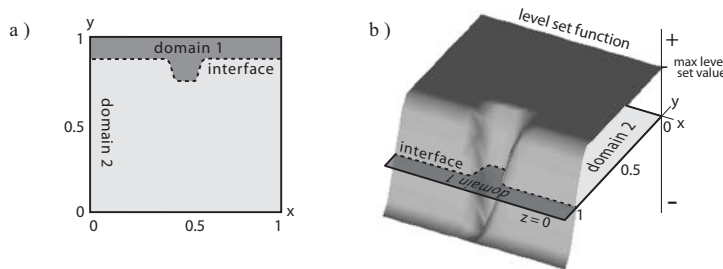 a )
y
1
domain 1
interface
domain 2
0.5
0
0
0.5
1
x
b )
level set function
+
max level
set value
y
x
0
domain 2
0.5
interface
domain 1
z = 0
1
–